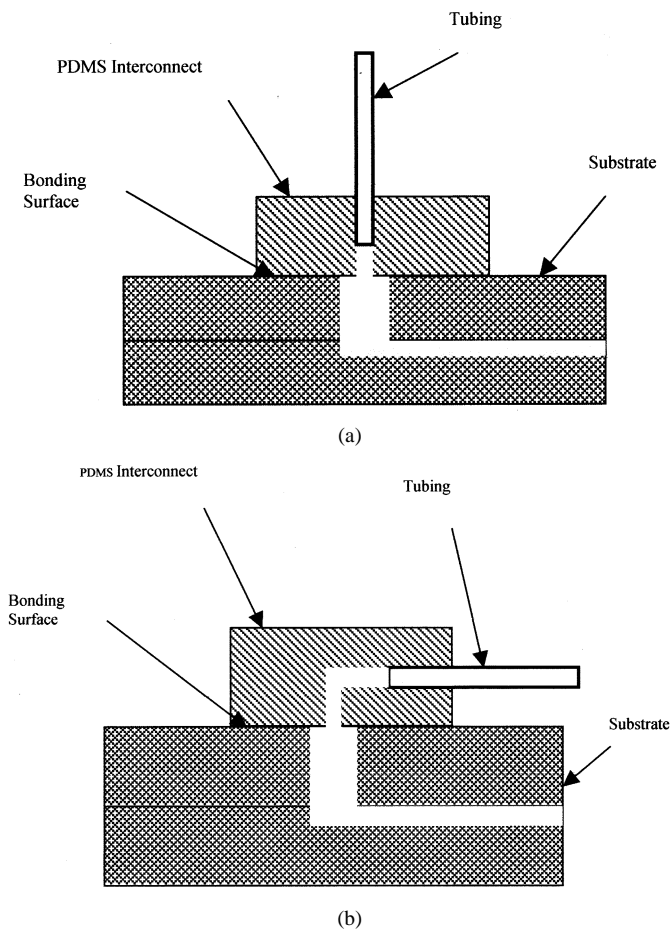 Tubing
PDMS Interconnect
Substrate
Bonding
Surface
(a)
PDMS Interconnect
Tubing
Bonding
Surface
Substrate
(b)